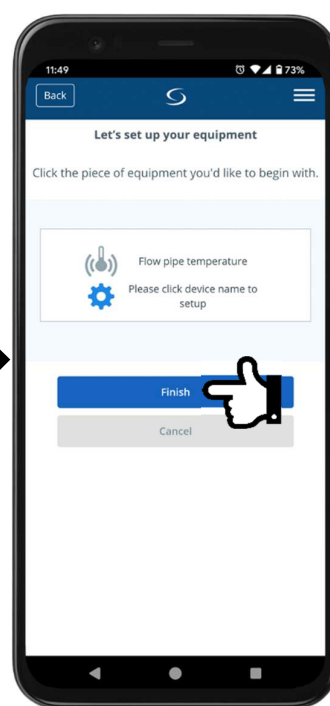 11:49
73%
Back
Let's set up your equipment
Click the piece of equipment you'd like to begin with.
Flow pipe temperature
Please click device name to
setup
Finish
Cancel